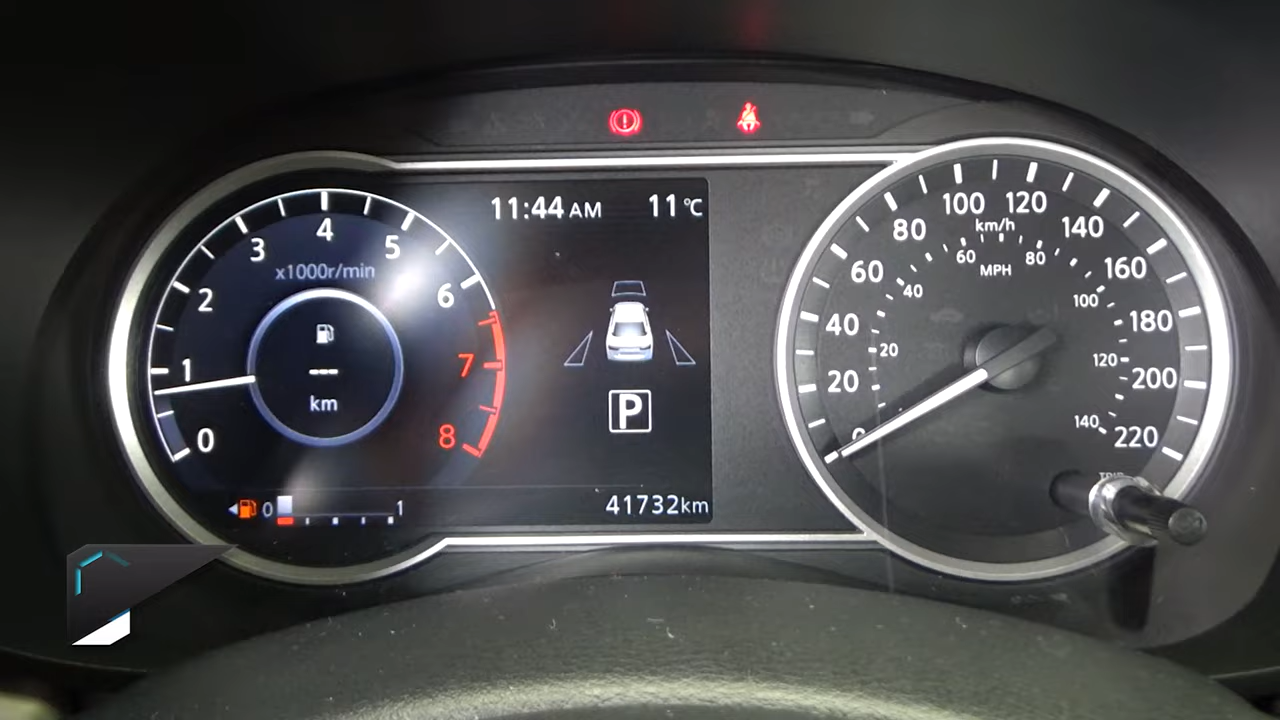 11:44 AM 11°C
0 1 2 3 4 5 6 7 8
x1000r/min
---
km
P
0 1
41732km
0 20 40 60 80 100 120 140 160 180 200 220
km/h
20 40 60 80 100 120 140
MPH
TRIP